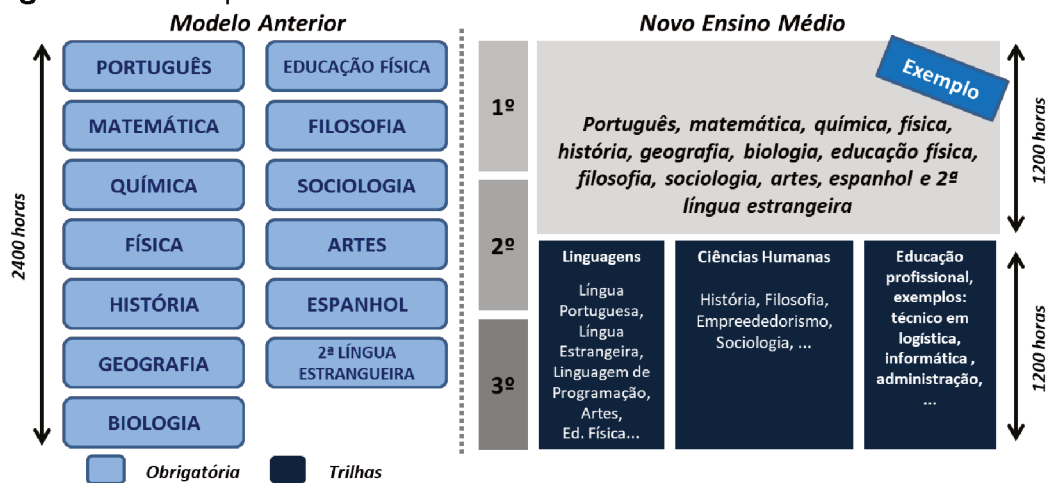 Modelo Anterior
2400 horas
PORTUGUÊS
MATEMÁTICA
QUÍMICA
FÍSICA
HISTÓRIA
GEOGRAFIA
BIOLOGIA
EDUCAÇÃO FÍSICA
FILOSOFIA
SOCIOLOGIA
ARTES
ESPANHOL
2ª LÍNGUA
ESTRANGUEIRA
Novo Ensino Médio
1º
2º
3º
Exemplo
Português, matemática, química, física,
história, geografia, biologia, educação física,
filosofia, sociologia, artes, espanhol e 2ª
língua estrangeira
1200 horas
Linguagens
Língua
Portuguesa,
Língua
Estrangeira,
Linguagem de
Programação,
Artes,
Ed. Física...
Ciências Humanas
História, Filosofia,
Empreededorismo,
Sociologia, ...
Educação
profissional,
exemplos:
técnico em
logística,
informática ,
administração,
...
1200 horas
Obrigatória
Trilhas